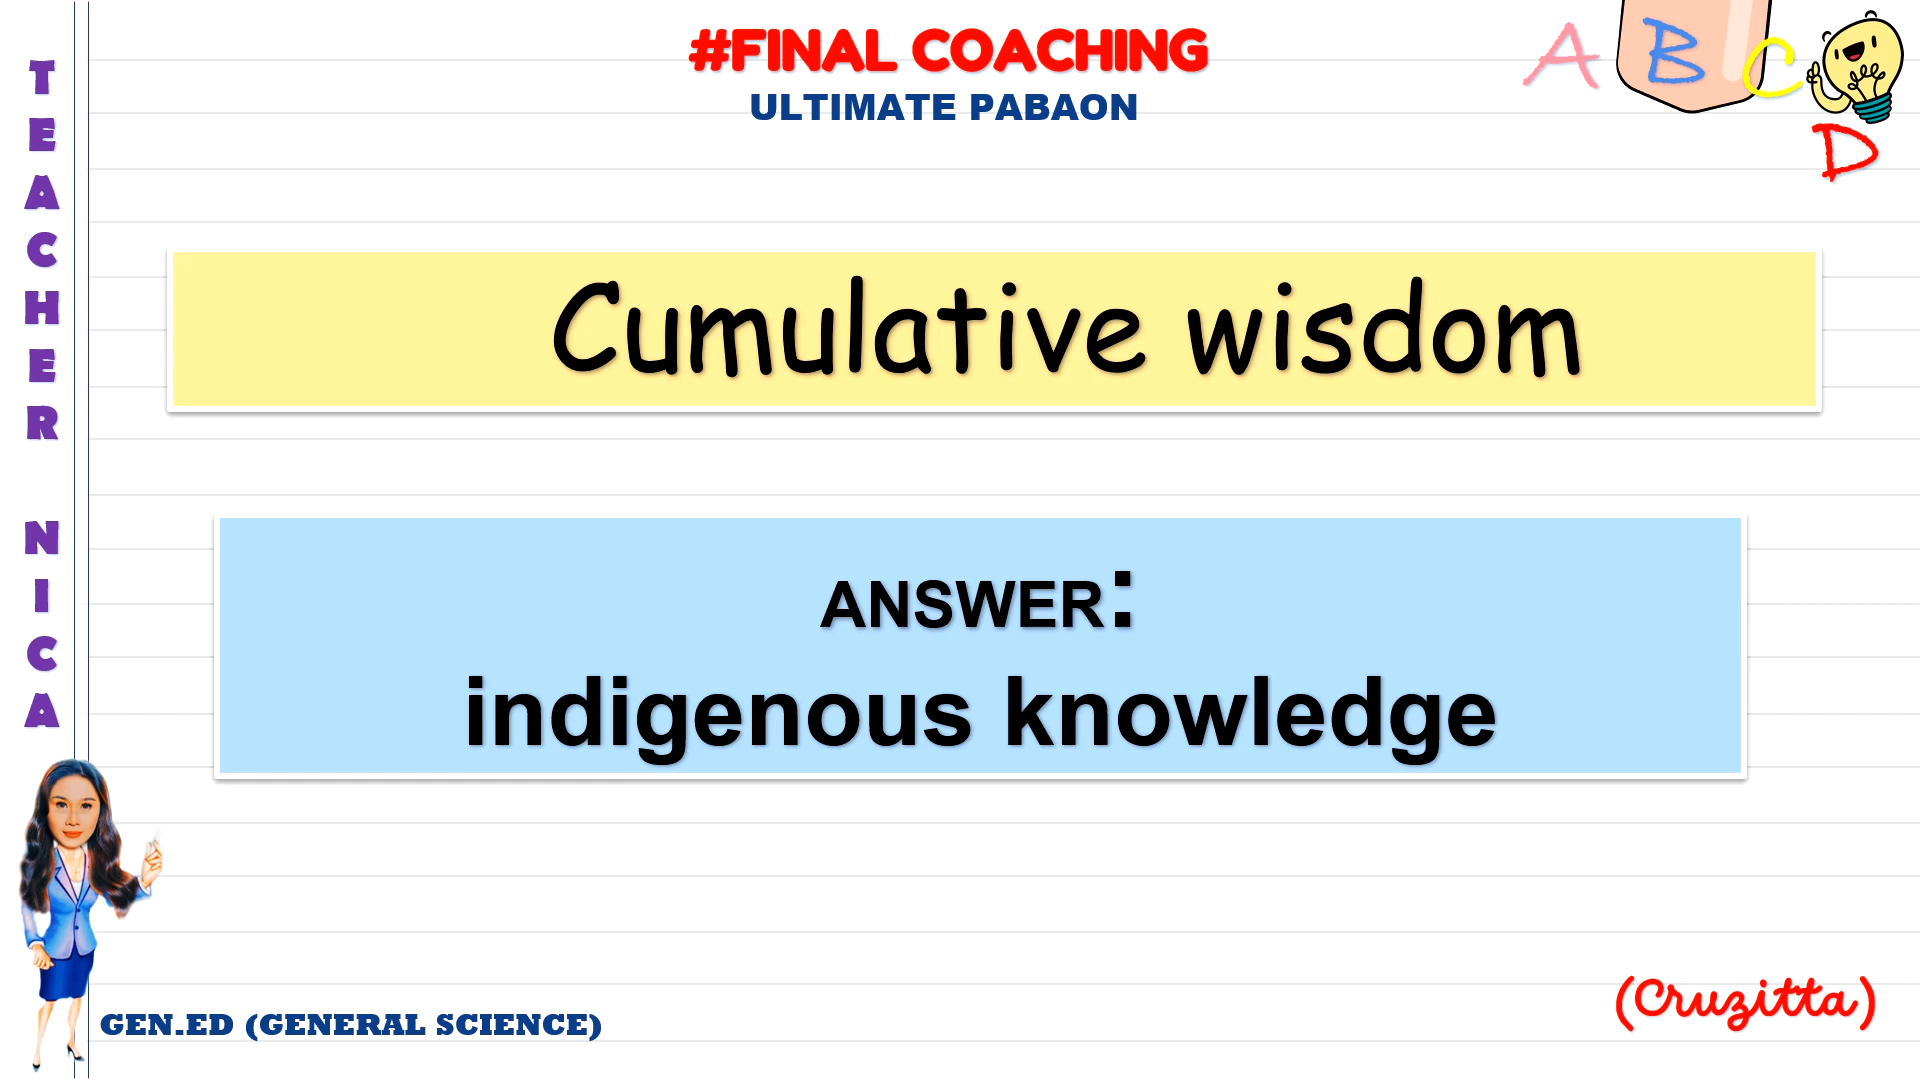 #FINAL COACHING
ULTIMATE PABAON
A B C
D
TEACHER NICA
Cumulative wisdom
ANSWER:
indigenous knowledge
GEN.ED (GENERAL SCIENCE)
(Cruzitta)